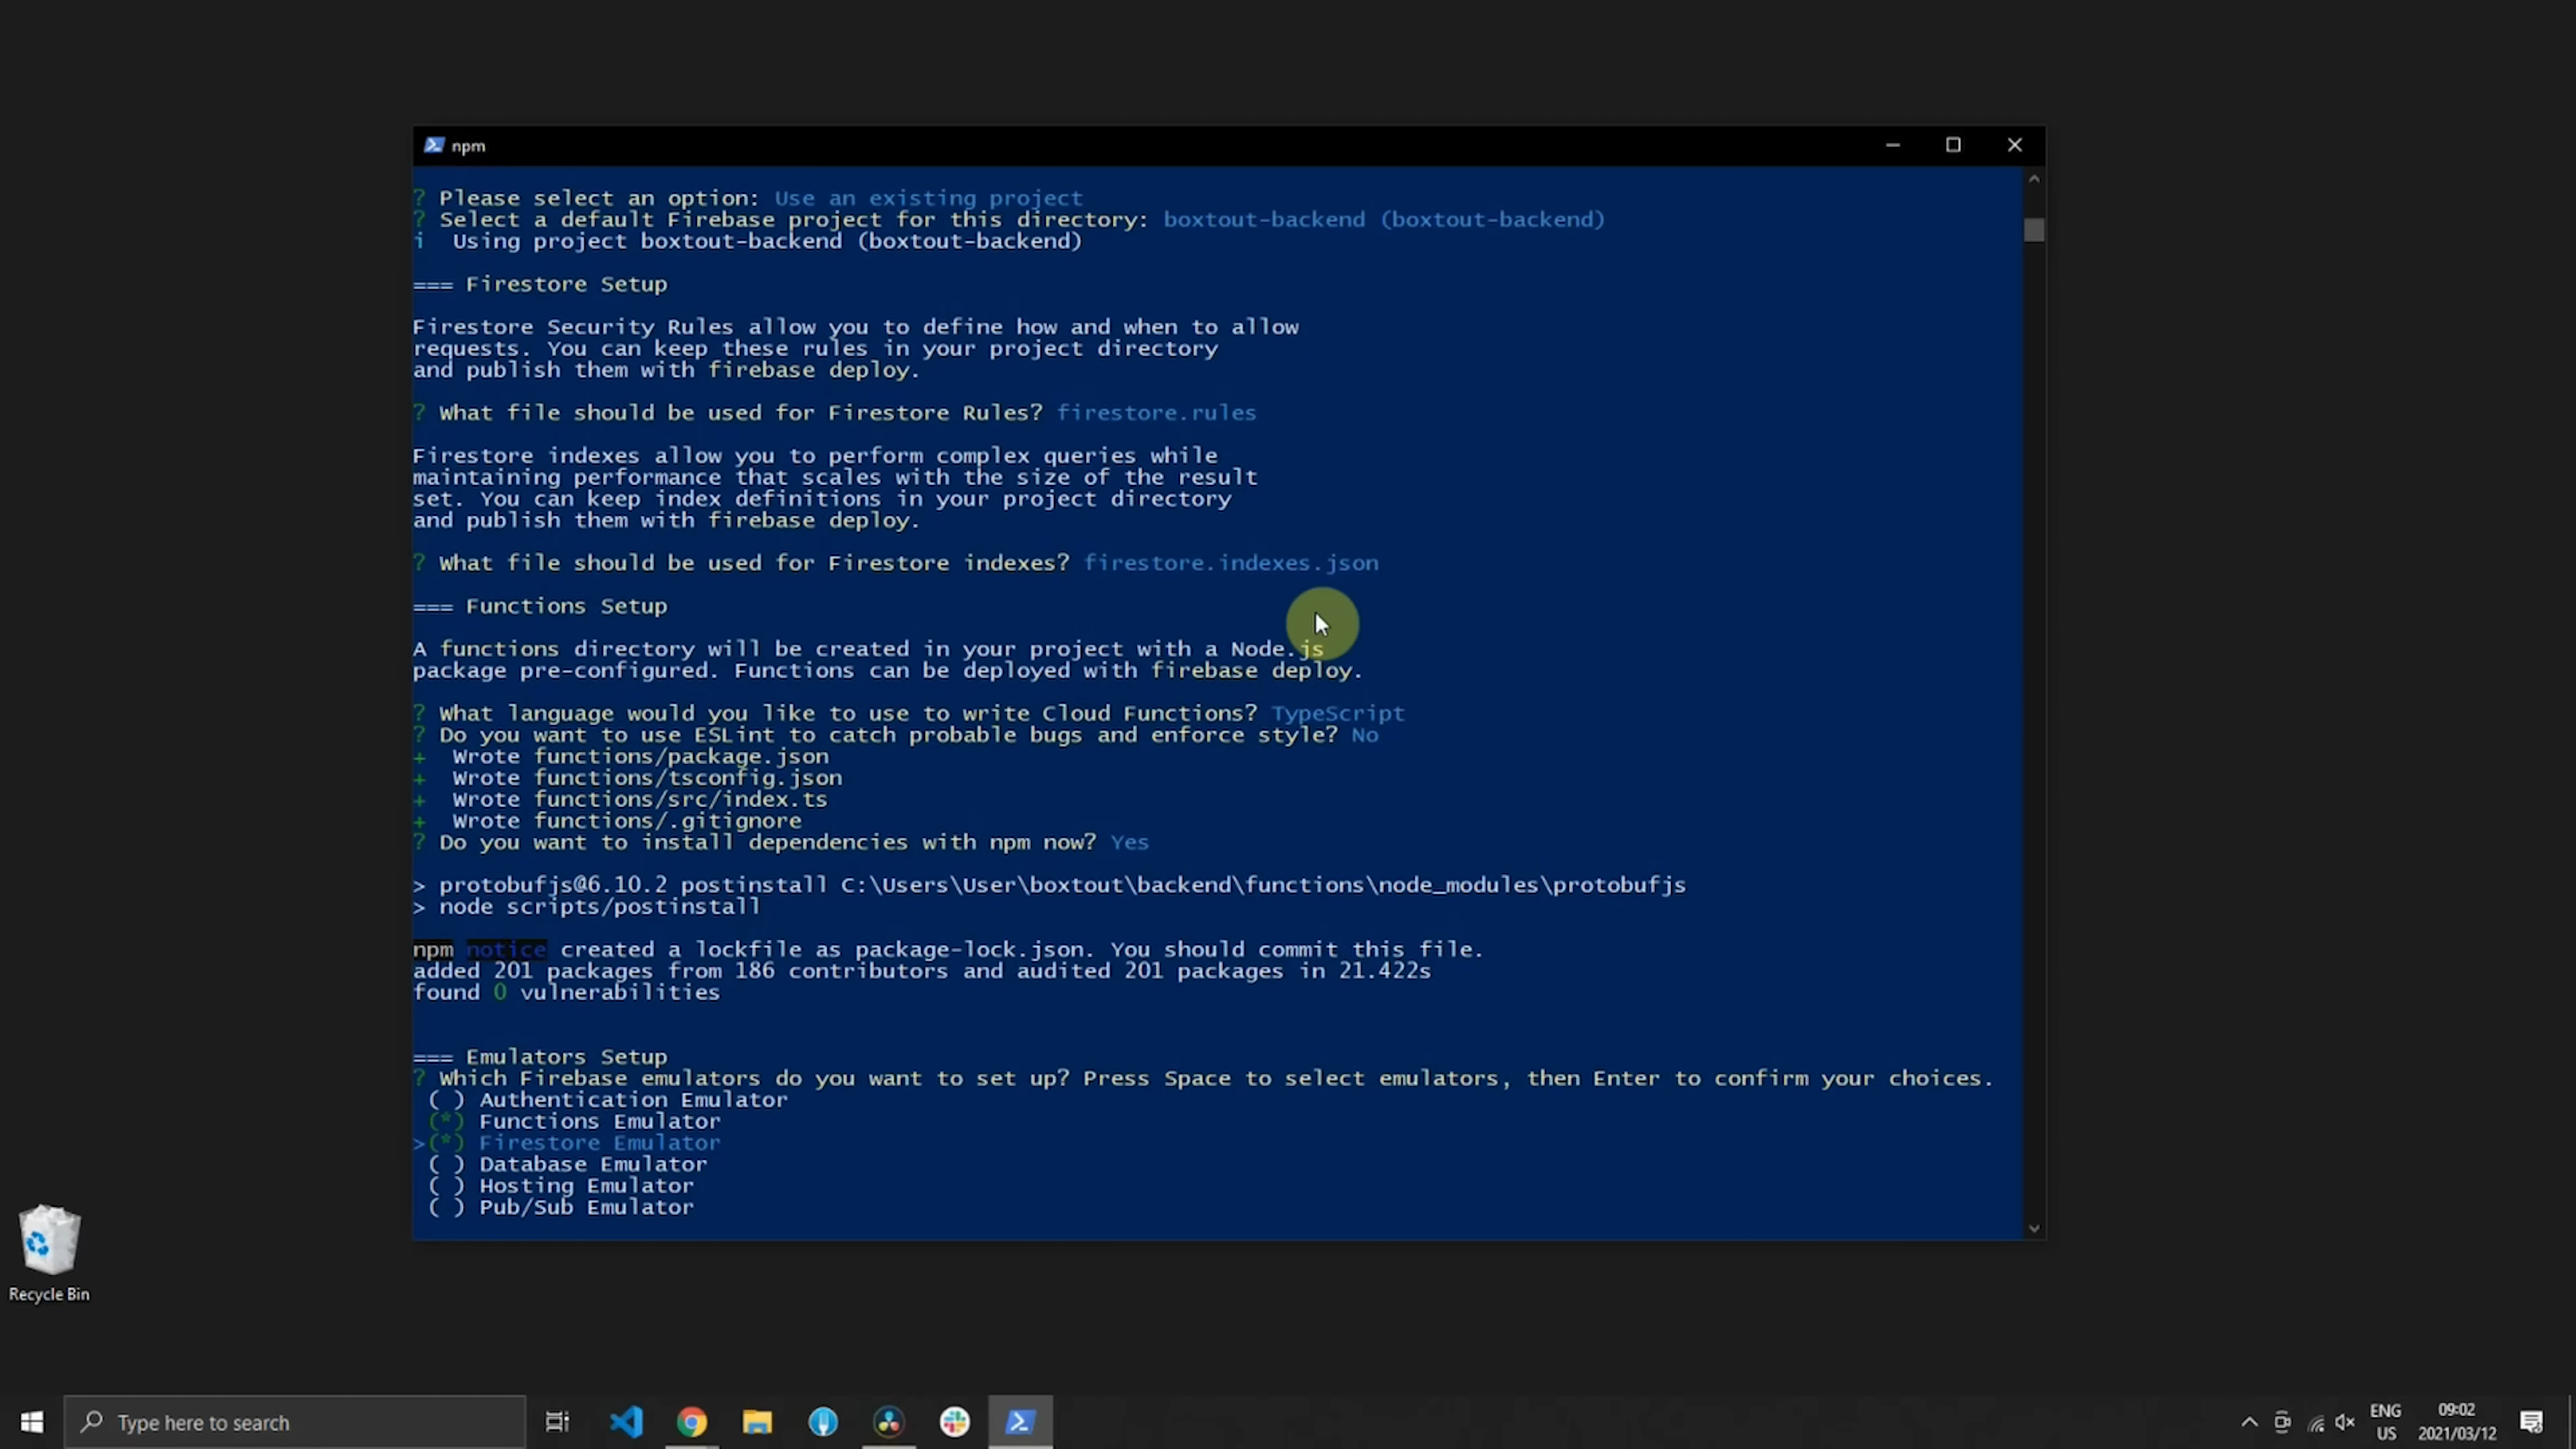 npm
? Please select an option: Use an existing project
? Select a default Firebase project for this directory: boxtout-backend (boxtout-backend)
i  Using project boxtout-backend (boxtout-backend)
=== Firestore Setup
Firestore Security Rules allow you to define how and when to allow
requests. You can keep these rules in your project directory
and publish them with firebase deploy.
? What file should be used for Firestore Rules? firestore.rules
Firestore indexes allow you to perform complex queries while
maintaining performance that scales with the size of the result
set. You can keep index definitions in your project directory
and publish them with firebase deploy.
? What file should be used for Firestore indexes? firestore.indexes.json
=== Functions Setup
A functions directory will be created in your project with a Node.js
package pre-configured. Functions can be deployed with firebase deploy.
? What language would you like to use to write Cloud Functions? TypeScript
? Do you want to use ESLint to catch probable bugs and enforce style? No
+  Wrote functions/package.json
+  Wrote functions/tsconfig.json
+  Wrote functions/src/index.ts
+  Wrote functions/.gitignore
? Do you want to install dependencies with npm now? Yes
> protobufjs@6.10.2 postinstall C:\Users\User\boxtout\backend\functions\node_modules\protobufjs
> node scripts/postinstall
npm notice created a lockfile as package-lock.json. You should commit this file.
added 201 packages from 186 contributors and audited 201 packages in 21.422s
found 0 vulnerabilities
=== Emulators Setup
? Which Firebase emulators do you want to set up? Press Space to select emulators, then Enter to confirm your choices.
( ) Authentication Emulator
(*) Functions Emulator
>(*) Firestore Emulator
( ) Database Emulator
( ) Hosting Emulator
( ) Pub/Sub Emulator
Recycle Bin
Type here to search
ENG
US
09:02
2021/03/12